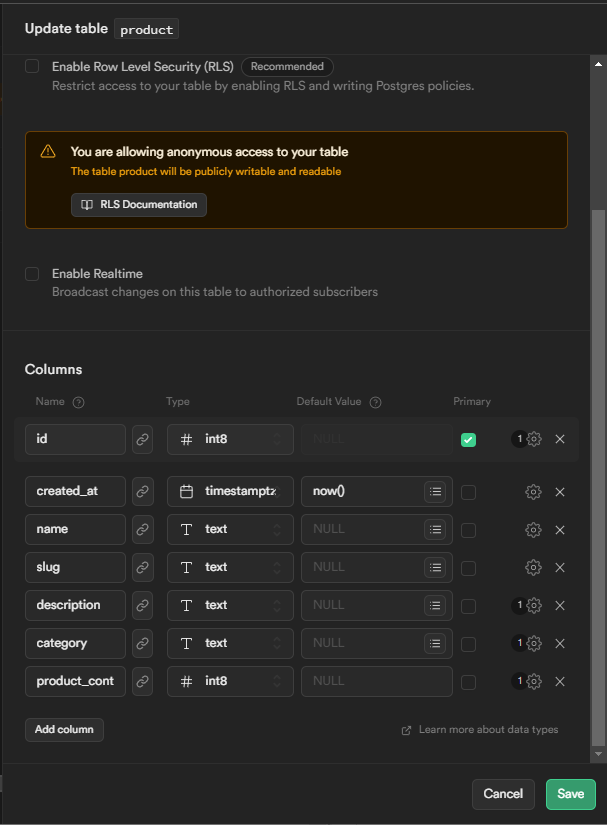 Update table product
Enable Row Level Security (RLS) Recommended
Restrict access to your table by enabling RLS and writing Postgres policies.
You are allowing anonymous access to your table
The table product will be publicly writable and readable
RLS Documentation
Enable Realtime
Broadcast changes on this table to authorized subscribers
Columns
Name Type Default Value Primary
id int8 NULL 1
created_at timestamptz now()
name text NULL
slug text NULL
description text NULL 1
category text NULL 1
product_cont int8 NULL 1
Add column Learn more about data types
Cancel Save